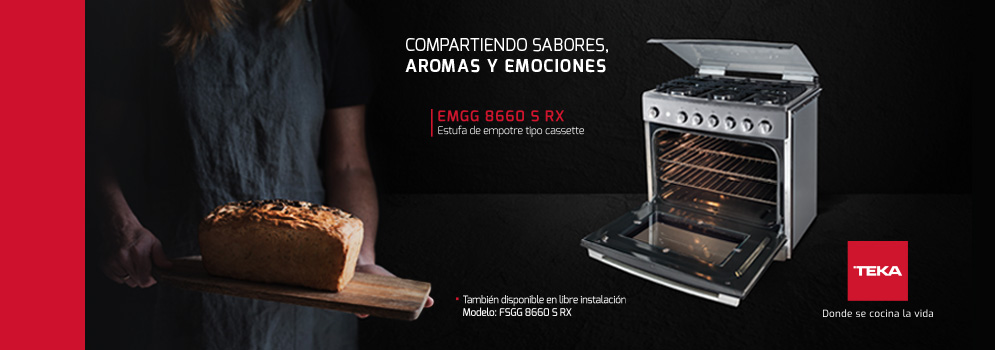 COMPARTIENDO SABORES,
AROMAS Y EMOCIONES
EMGG 8660 S RX
Estufa de empotre tipo cassette
• También disponible en libre instalación
Modelo: FSGG 8660 S RX
TEKA
Donde se cocina la vida